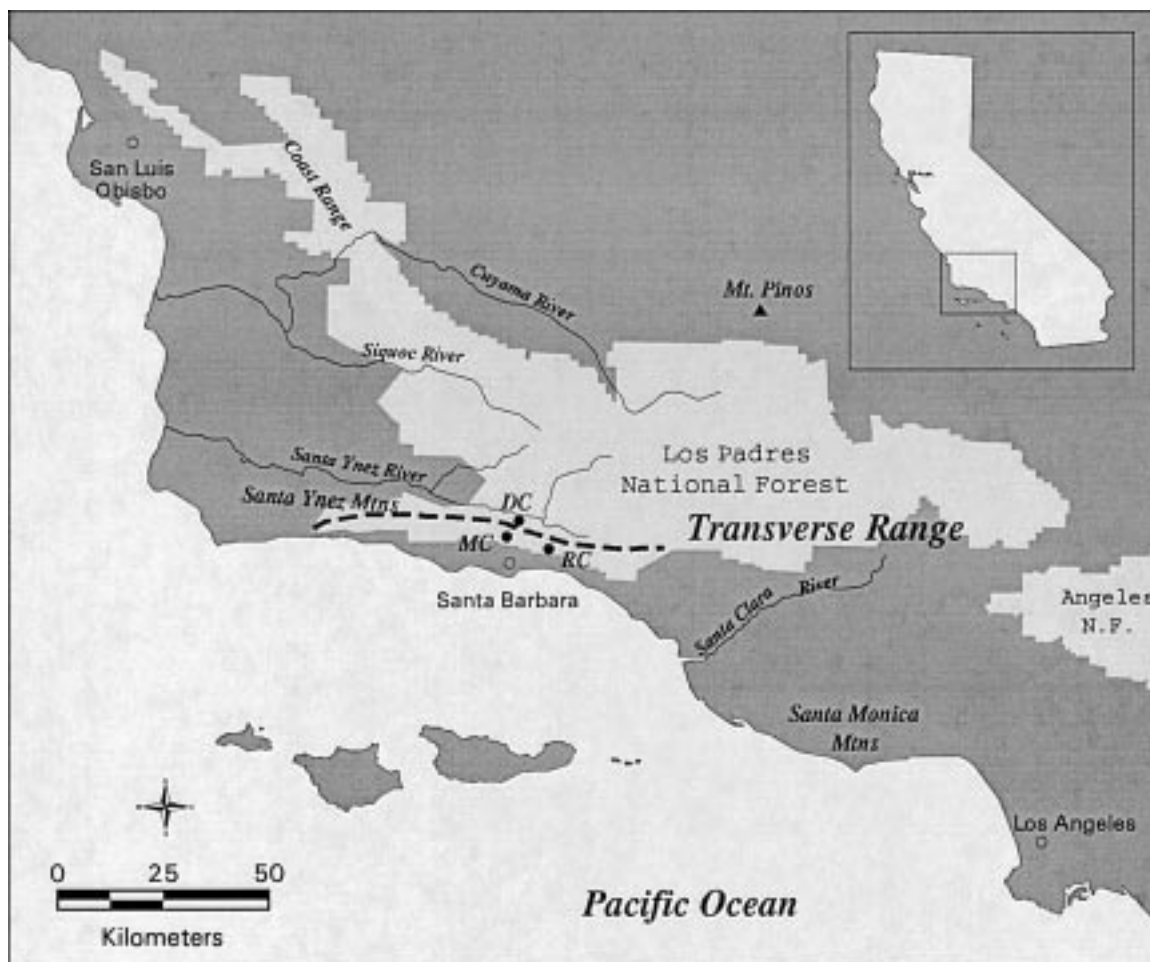 San Luis
Obisbo
Coast Range
Cuyama River
Mt. Pinos
Siquoc River
Los Padres
National Forest
Santa Ynez River
Santa Ynez Mtns
DC
Transverse Range
MC
RC
Santa Barbara
Santa Clara River
Angeles
N.F.
Santa Monica
Mtns
Los Angeles
0 25 50
Kilometers
Pacific Ocean